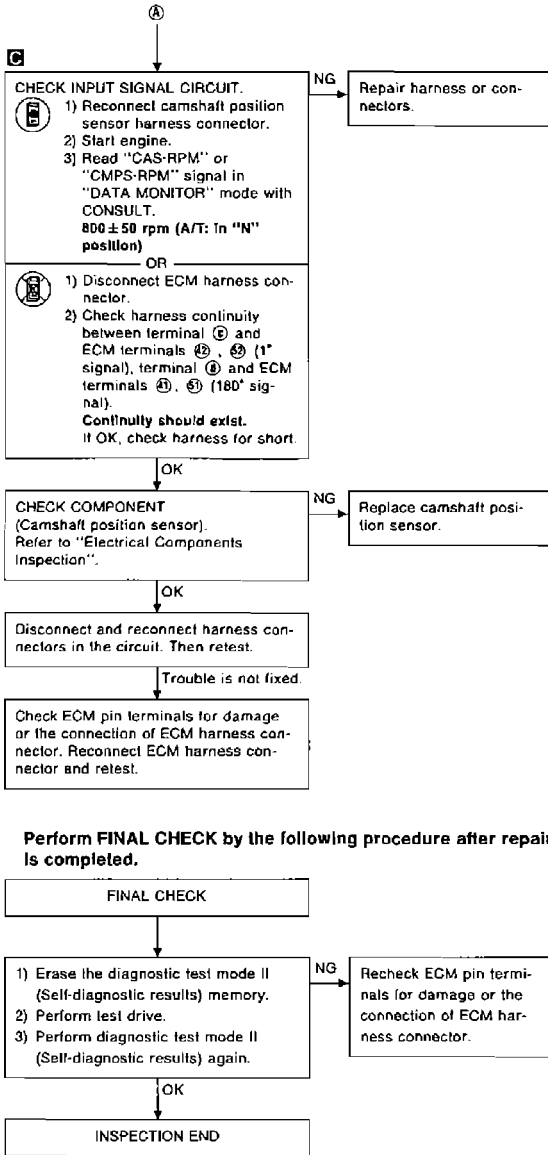 Ⓐ
C
CHECK INPUT SIGNAL CIRCUIT.
1) Reconnect camshaft position
sensor harness connector.
2) Start engine.
3) Read "CAS·RPM" or
"CMPS·RPM" signal in
"DATA MONITOR" mode with
CONSULT.
800±50 rpm (A/T: In "N"
position)
OR
1) Disconnect ECM harness con-
nector.
2) Check harness continuity
between terminal ⓒ and
ECM terminals ㊷, 52 (1°
signal), terminal ⓓ and ECM
terminals ㊶, 51 (180° sig-
nal).
Continuity should exist.
If OK, check harness for short.
NG
Repair harness or con-
nectors.
OK
CHECK COMPONENT
(Camshaft position sensor).
Refer to "Electrical Components
Inspection".
NG
Replace camshaft posi-
tion sensor.
OK
Disconnect and reconnect harness con-
nectors in the circuit. Then retest.
Trouble is not fixed.
Check ECM pin terminals for damage
or the connection of ECM harness con-
nector. Reconnect ECM harness con-
nector and retest.
Perform FINAL CHECK by the following procedure after repair
is completed.
FINAL CHECK
1) Erase the diagnostic test mode II
(Self-diagnostic results) memory.
2) Perform test drive.
3) Perform diagnostic test mode II
(Self-diagnostic results) again.
NG
Recheck ECM pin termi-
nals for damage or the
connection of ECM har-
ness connector.
OK
INSPECTION END